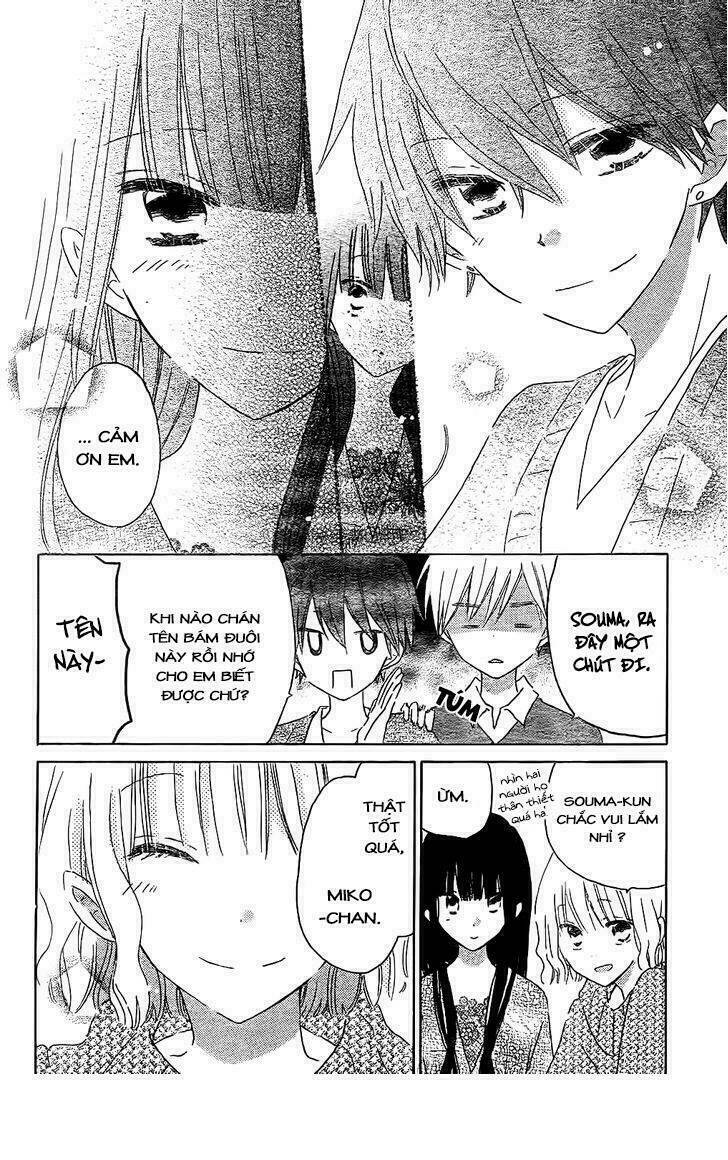 ... CẢM
ƠN EM.
SOUMA, RA
ĐÂY MỘT
CHÚT ĐI.
TÚM
KHI NÀO CHÁN
TÊN BÁM ĐUÔI
NÀY RỒI NHỚ
CHO EM BIẾT
ĐƯỢC CHỨ?
TÊN
NÀY-
SOUMA-KUN
CHẮC VUI LẮM
NHỈ ?
nhìn hai
người họ
thân thiết
quá hà
ỪM.
THẬT
TỐT
QUÁ,
MIKO
-CHAN.